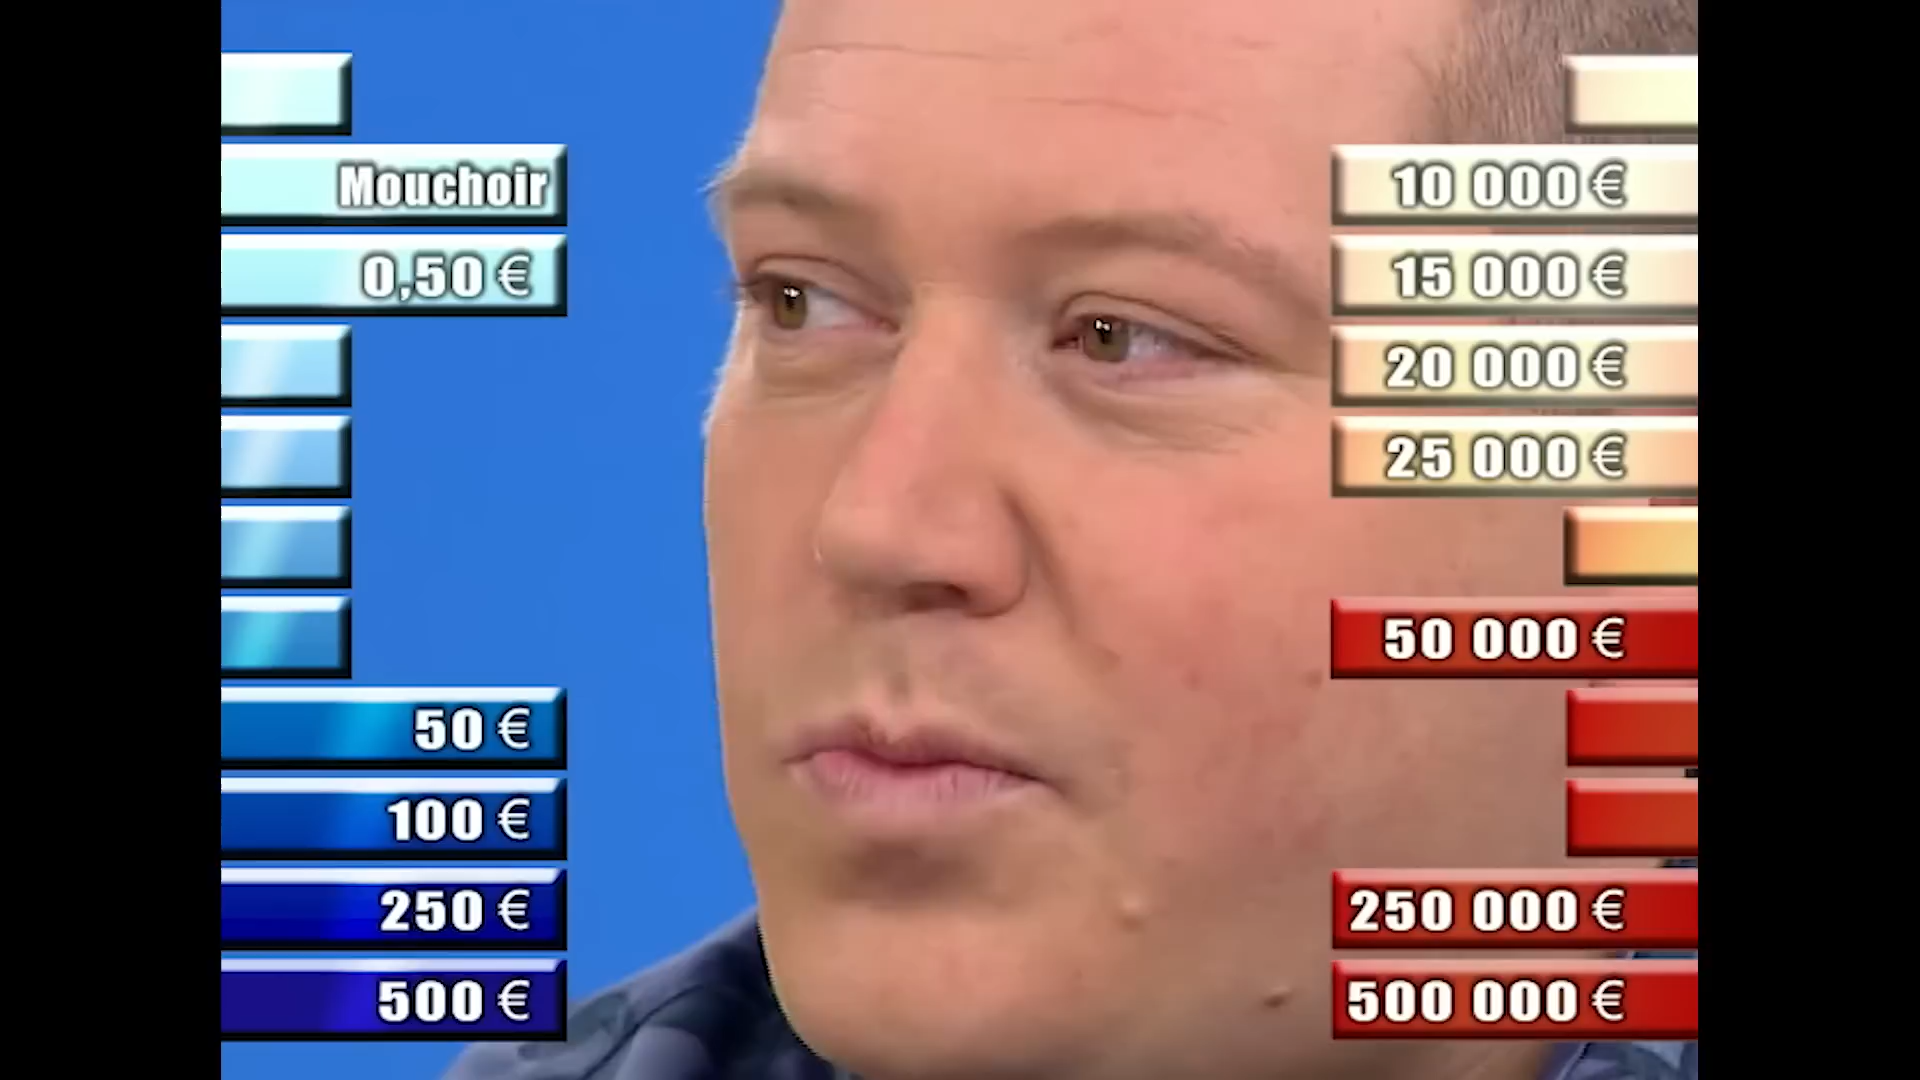 Mouchoir
0,50 €
50 €
100 €
250 €
500 €
10 000 €
15 000 €
20 000 €
25 000 €
50 000 €
250 000 €
500 000 €